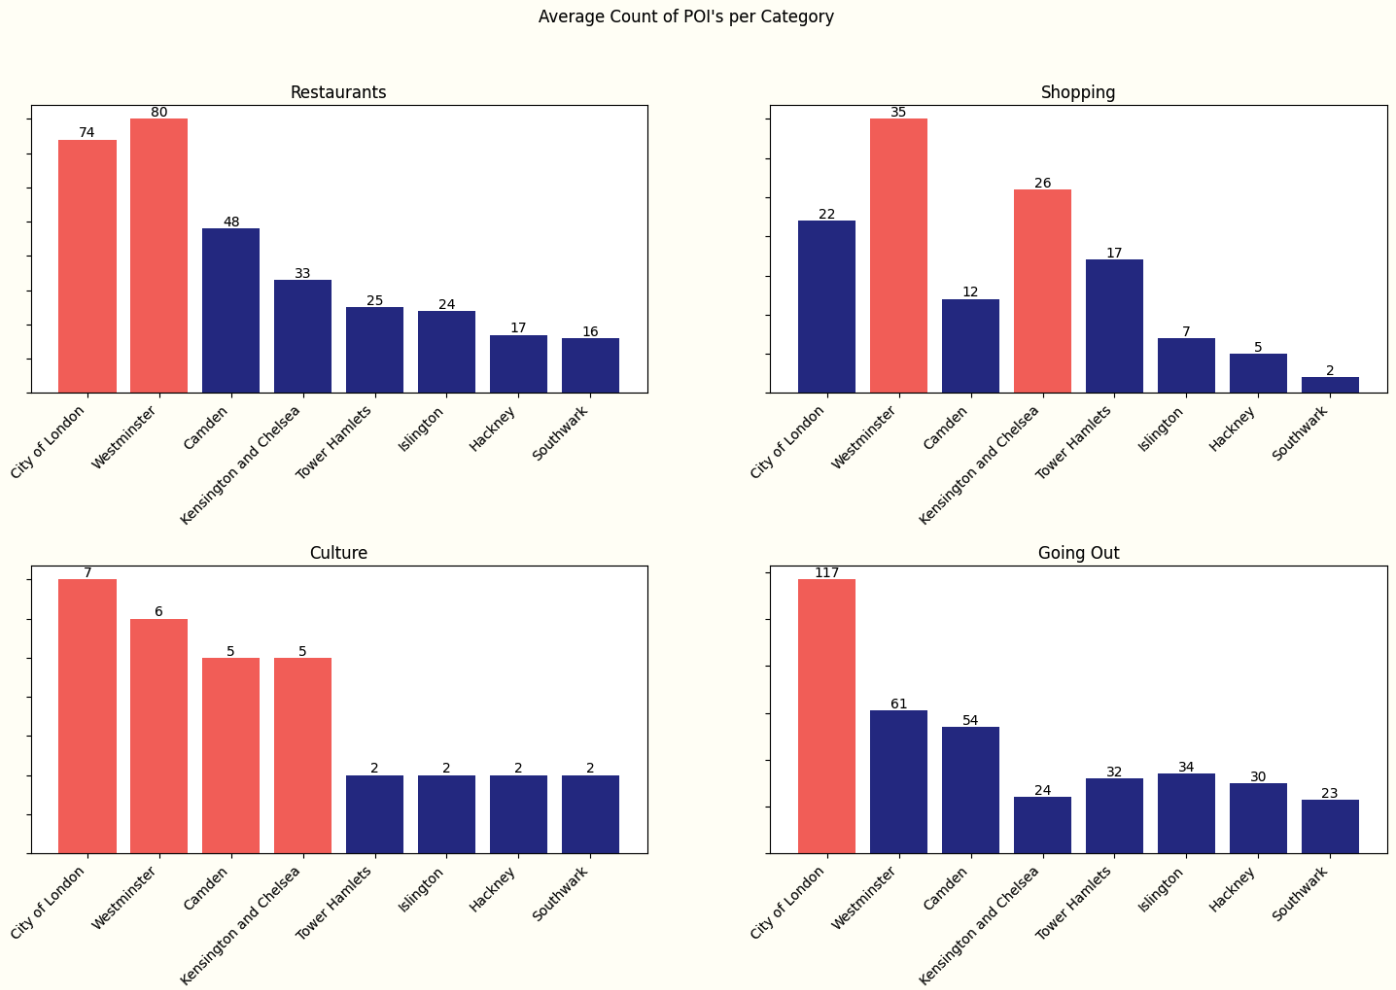 Average Count of POI's per Category
Restaurants
74
80
48
33
25
24
17
16
City of London
Westminster
Camden
Kensington and Chelsea
Tower Hamlets
Islington
Hackney
Southwark
Shopping
22
35
12
26
17
7
5
2
City of London
Westminster
Camden
Kensington and Chelsea
Tower Hamlets
Islington
Hackney
Southwark
Culture
7
6
5
5
2
2
2
2
City of London
Westminster
Camden
Kensington and Chelsea
Tower Hamlets
Islington
Hackney
Southwark
Going Out
117
61
54
24
32
34
30
23
City of London
Westminster
Camden
Kensington and Chelsea
Tower Hamlets
Islington
Hackney
Southwark